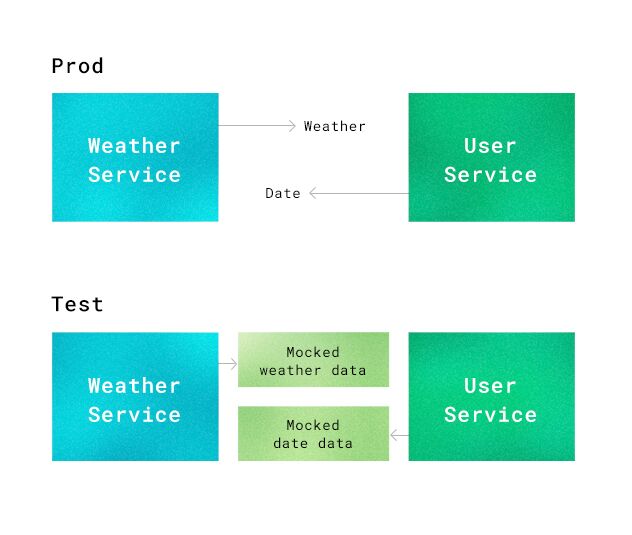 Prod
Weather
Service
Weather
Date
User
Service
Test
Weather
Service
Mocked
weather data
Mocked
date data
User
Service